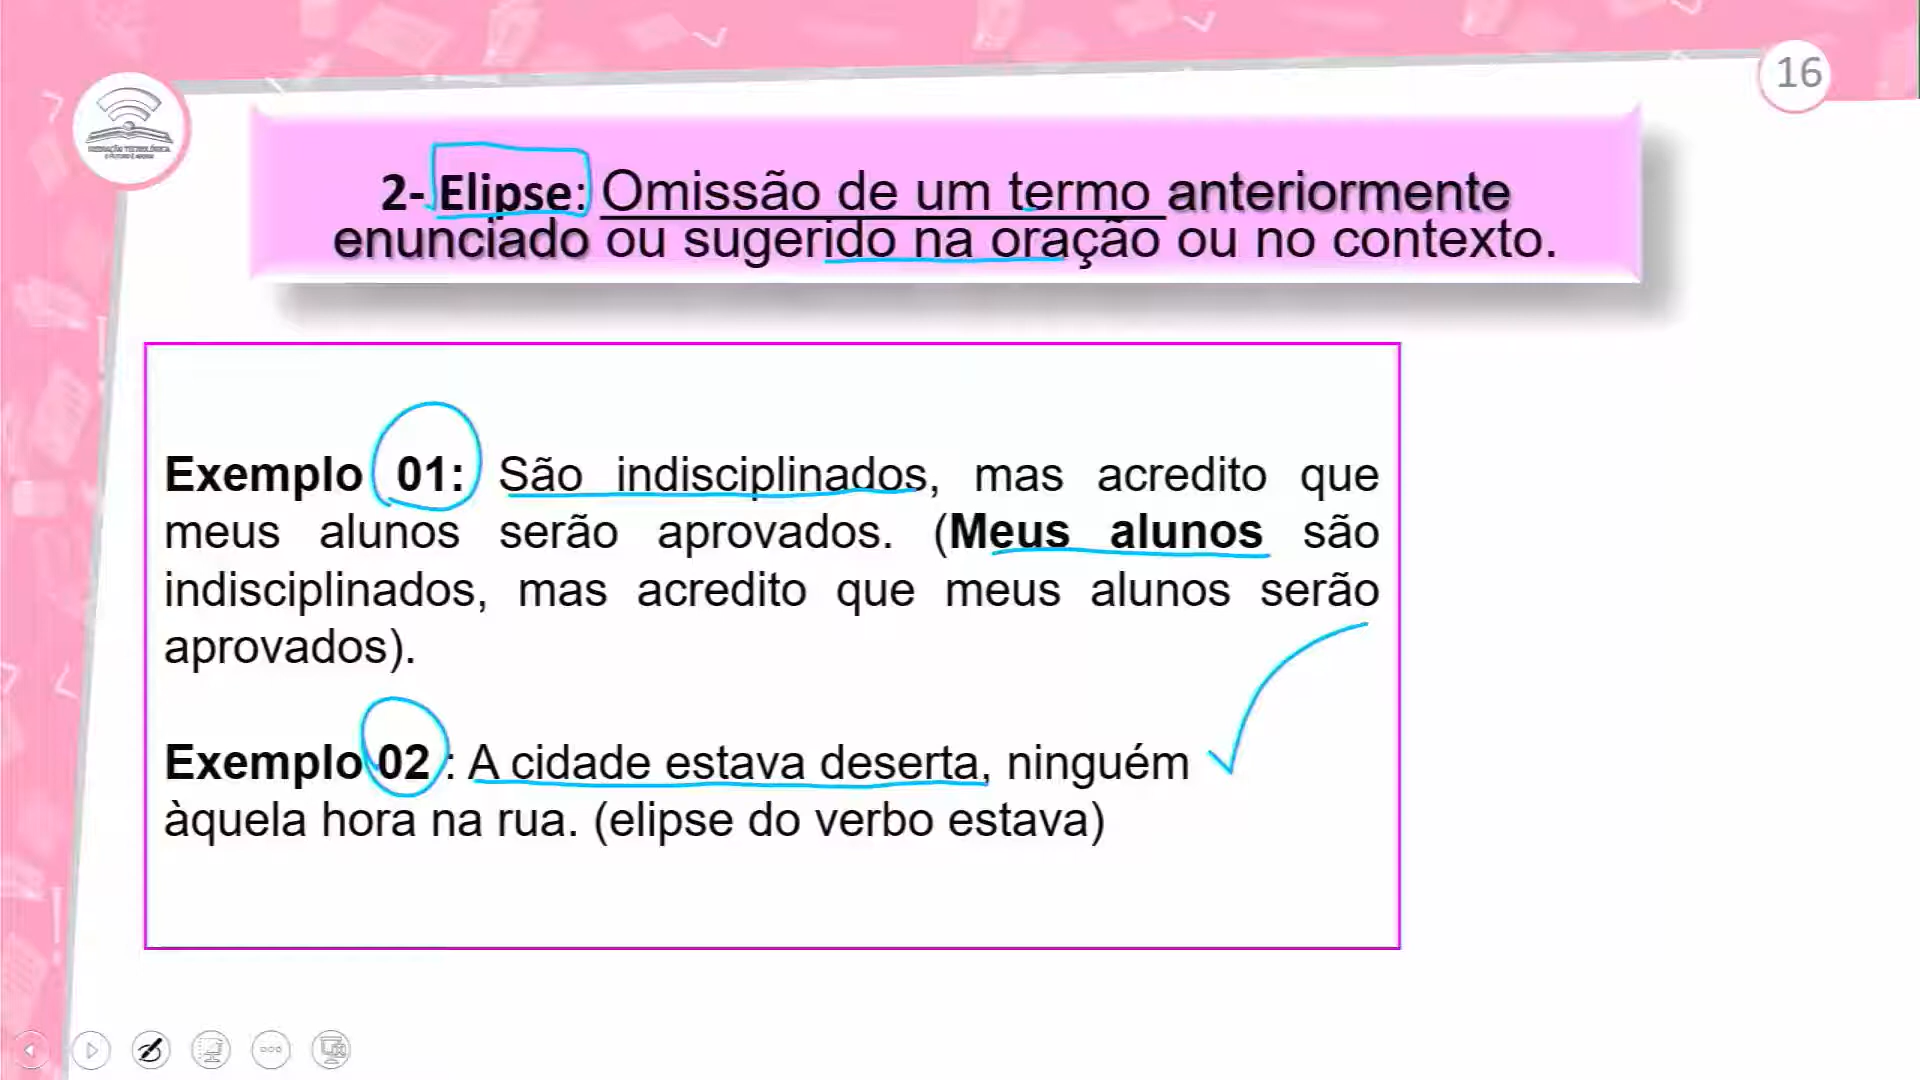 16
2- Elipse: Omissão de um termo anteriormente
enunciado ou sugerido na oração ou no contexto.
Exemplo 01: São indisciplinados, mas acredito que
meus alunos serão aprovados. (Meus alunos são
indisciplinados, mas acredito que meus alunos serão
aprovados).
Exemplo 02 : A cidade estava deserta, ninguém
àquela hora na rua. (elipse do verbo estava)